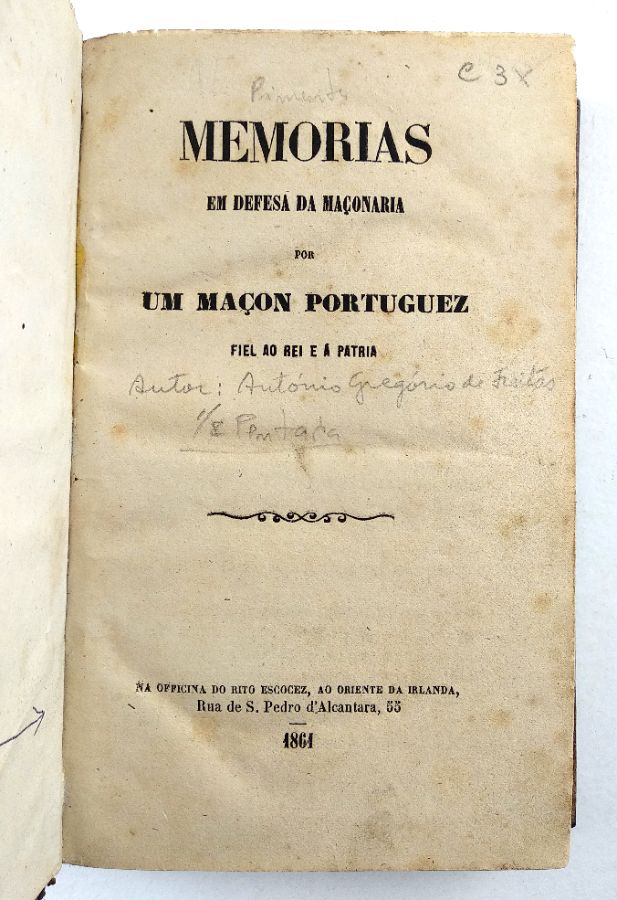 C 3X
MEMORIAS
EM DEFESA DA MAÇONARIA
POR
UM MAÇON PORTUGUEZ
FIEL AO REI E Á PATRIA
Autor: António Gregório de Freitas
NA OFFICINA DO RITO ESCOCEZ, AO ORIENTE DA IRLANDA,
Rua de S. Pedro d'Alcantara, 55
1861